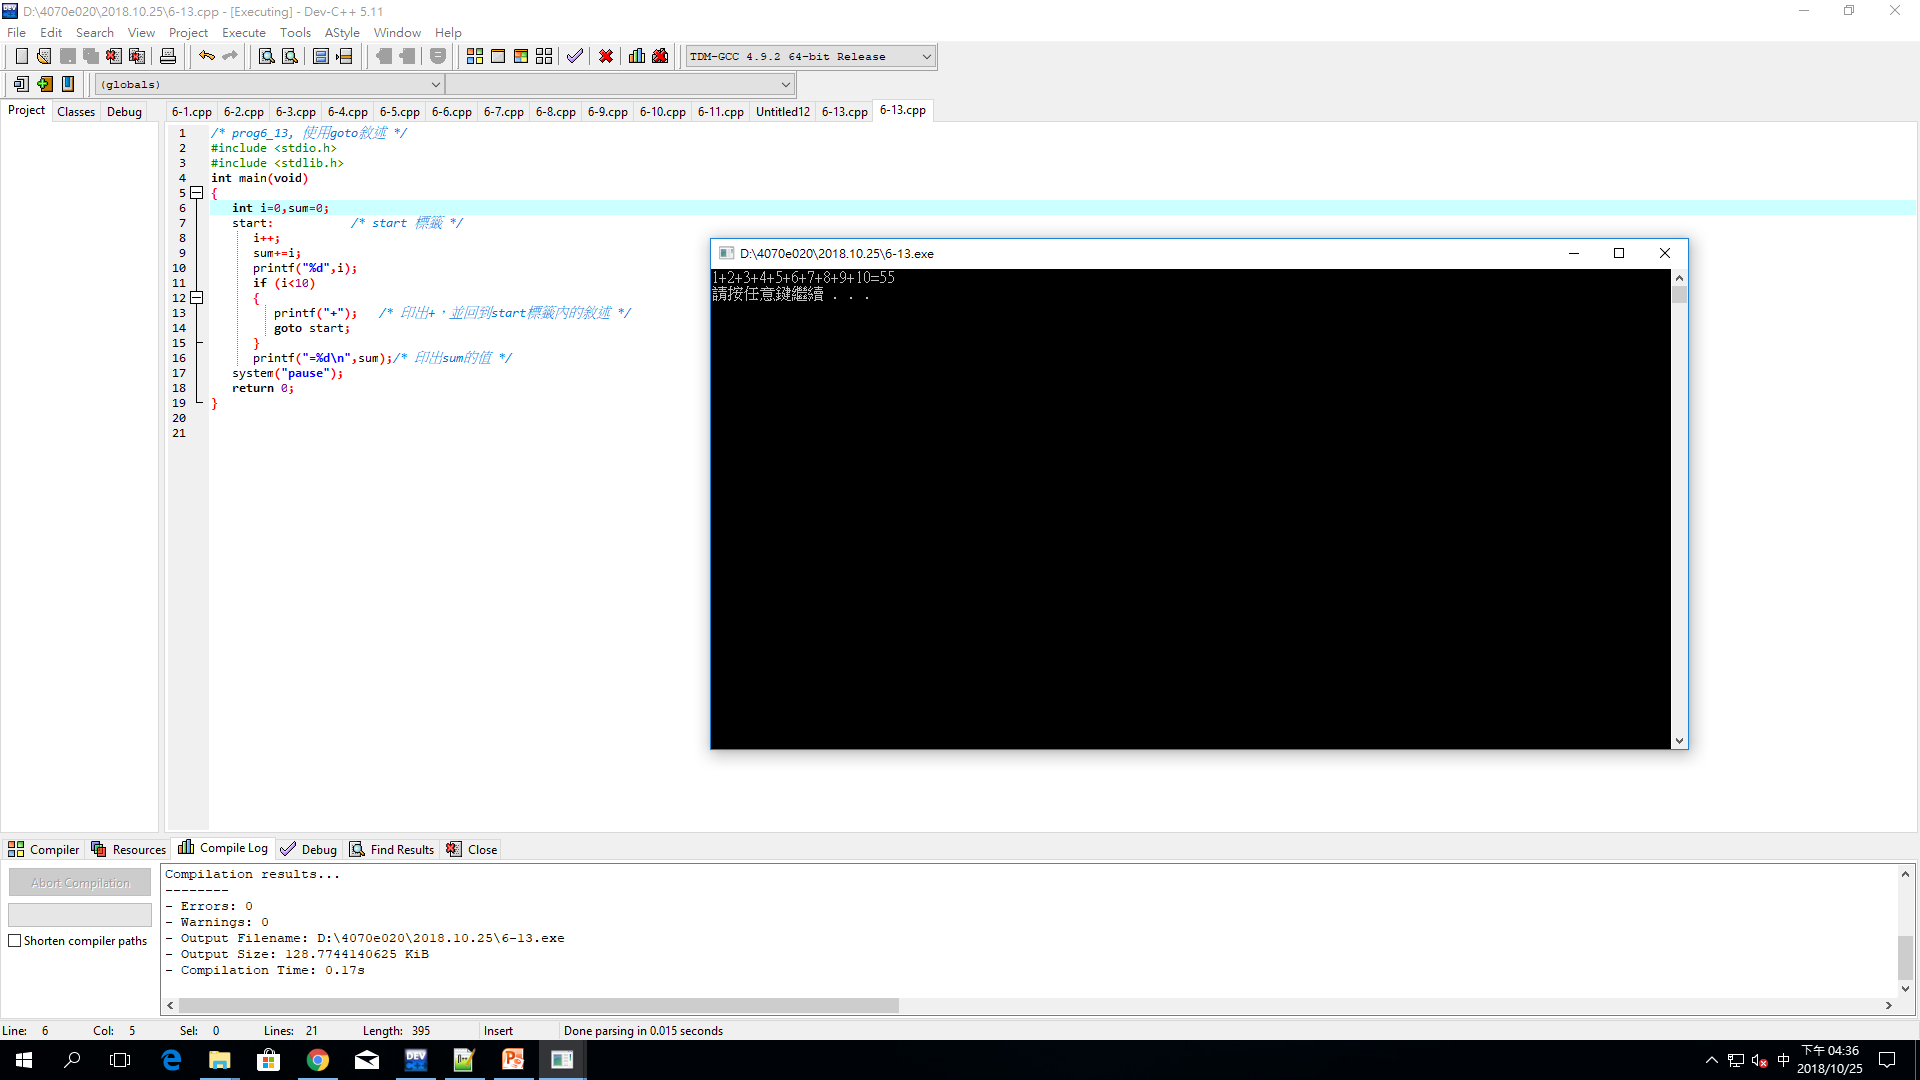 D:\4070e020\2018.10.25\6-13.cpp - [Executing] - Dev-C++ 5.11
File Edit Search View Project Execute Tools AStyle Window Help
TDM-GCC 4.9.2 64-bit Release
(globals)
Project Classes Debug
6-1.cpp 6-2.cpp 6-3.cpp 6-4.cpp 6-5.cpp 6-6.cpp 6-7.cpp 6-8.cpp 6-9.cpp 6-10.cpp 6-11.cpp Untitled12 6-13.cpp 6-13.cpp
1 /* prog6_13, 使用goto敘述 */
2 #include <stdio.h>
3 #include <stdlib.h>
4 int main(void)
5 {
6 int i=0,sum=0;
7 start: /* start 標籤 */
8 i++;
9 sum+=i;
10 printf("%d",i);
11 if (i<10)
12 {
13 printf("+"); /* 印出+，並回到start標籤內的敘述 */
14 goto start;
15 }
16 printf("=%d\n",sum);/* 印出sum的值 */
17 system("pause");
18 return 0;
19 }
20
21
D:\4070e020\2018.10.25\6-13.exe
1+2+3+4+5+6+7+8+9+10=55
請按任意鍵繼續 . . .
Compiler Resources Compile Log Debug Find Results Close
Abort Compilation
Shorten compiler paths
Compilation results...
--------
- Errors: 0
- Warnings: 0
- Output Filename: D:\4070e020\2018.10.25\6-13.exe
- Output Size: 128.7744140625 KiB
- Compilation Time: 0.17s
Line: 6 Col: 5 Sel: 0 Lines: 21 Length: 395 Insert Done parsing in 0.015 seconds
中
下午 04:36
2018/10/25